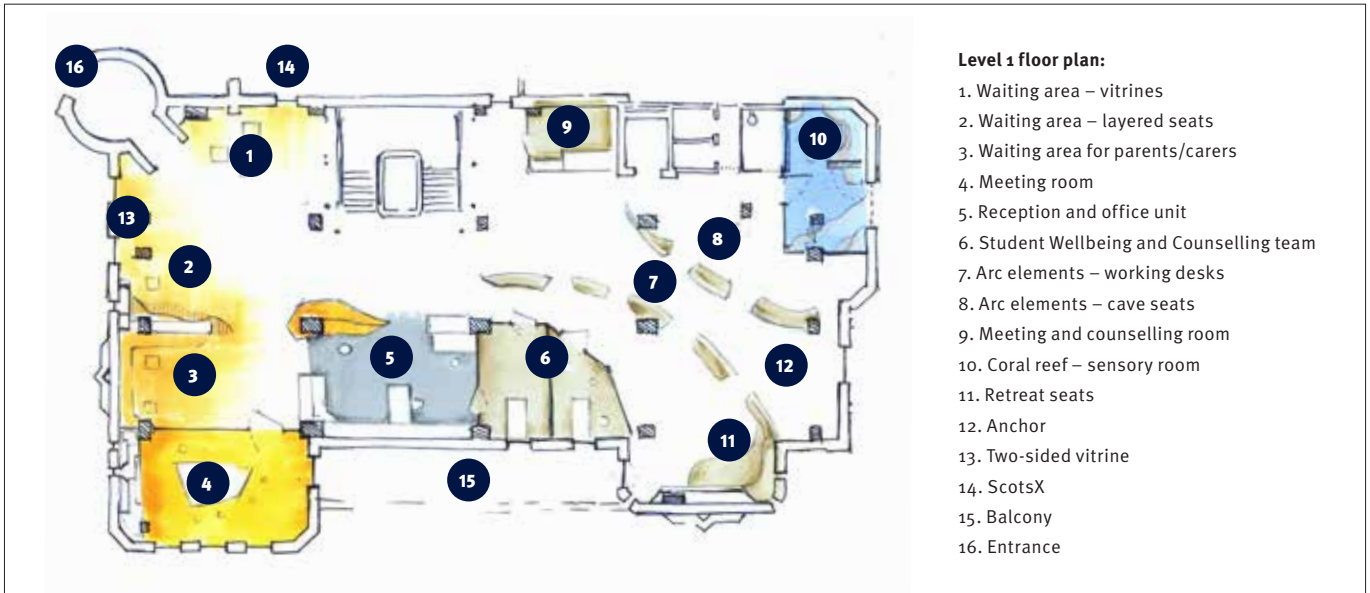 16
14
1
9
10
13
2
8
7
3
5
6
12
11
4
15
Level 1 floor plan:
1. Waiting area – vitrines
2. Waiting area – layered seats
3. Waiting area for parents/carers
4. Meeting room
5. Reception and office unit
6. Student Wellbeing and Counselling team
7. Arc elements – working desks
8. Arc elements – cave seats
9. Meeting and counselling room
10. Coral reef – sensory room
11. Retreat seats
12. Anchor
13. Two-sided vitrine
14. ScotsX
15. Balcony
16. Entrance